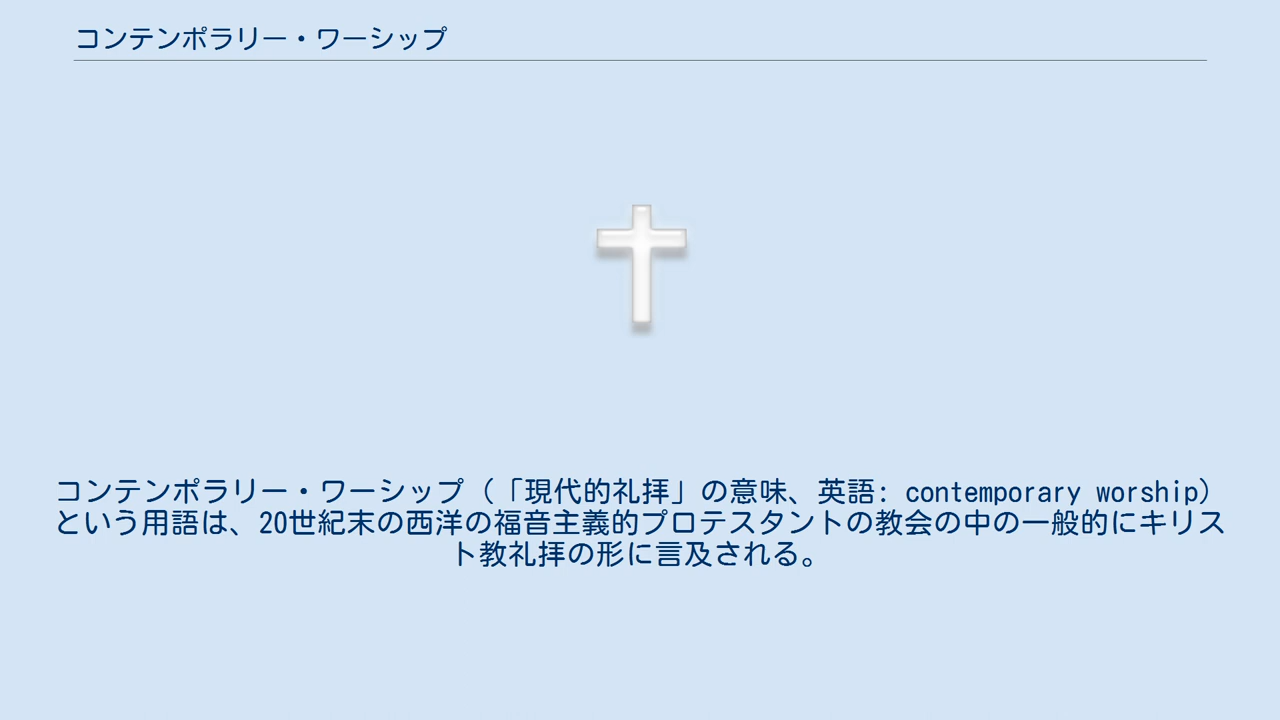 コンテンポラリー・ワーシップ
コンテンポラリー・ワーシップ（「現代的礼拝」の意味、英語: contemporary worship）
という用語は、20世紀末の西洋の福音主義的プロテスタントの教会の中の一般的にキリス
ト教礼拝の形に言及される。